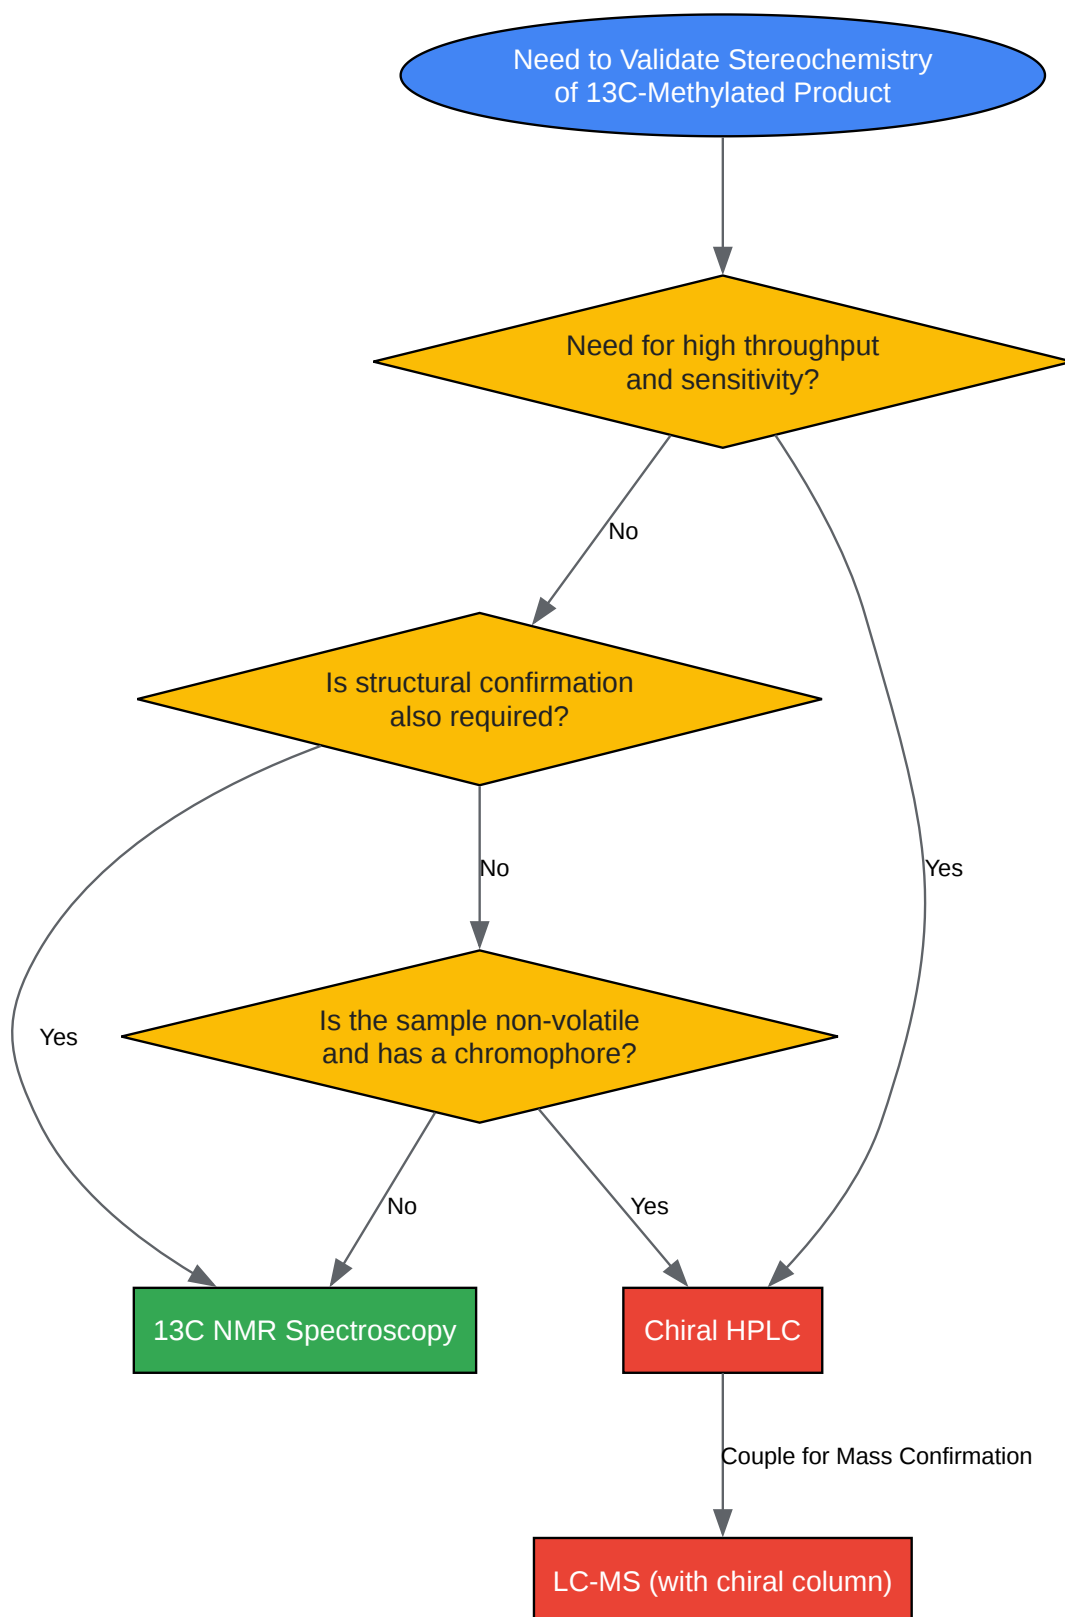 Need to Validate Stereochemistry
of 13C-Methylated Product
Need for high throughput
and sensitivity?
No
Is structural confirmation
also required?
No
Yes
Is the sample non-volatile
and has a chromophore?
Yes
No
Yes
13C NMR Spectroscopy
Chiral HPLC
Couple for Mass Confirmation
LC-MS (with chiral column)